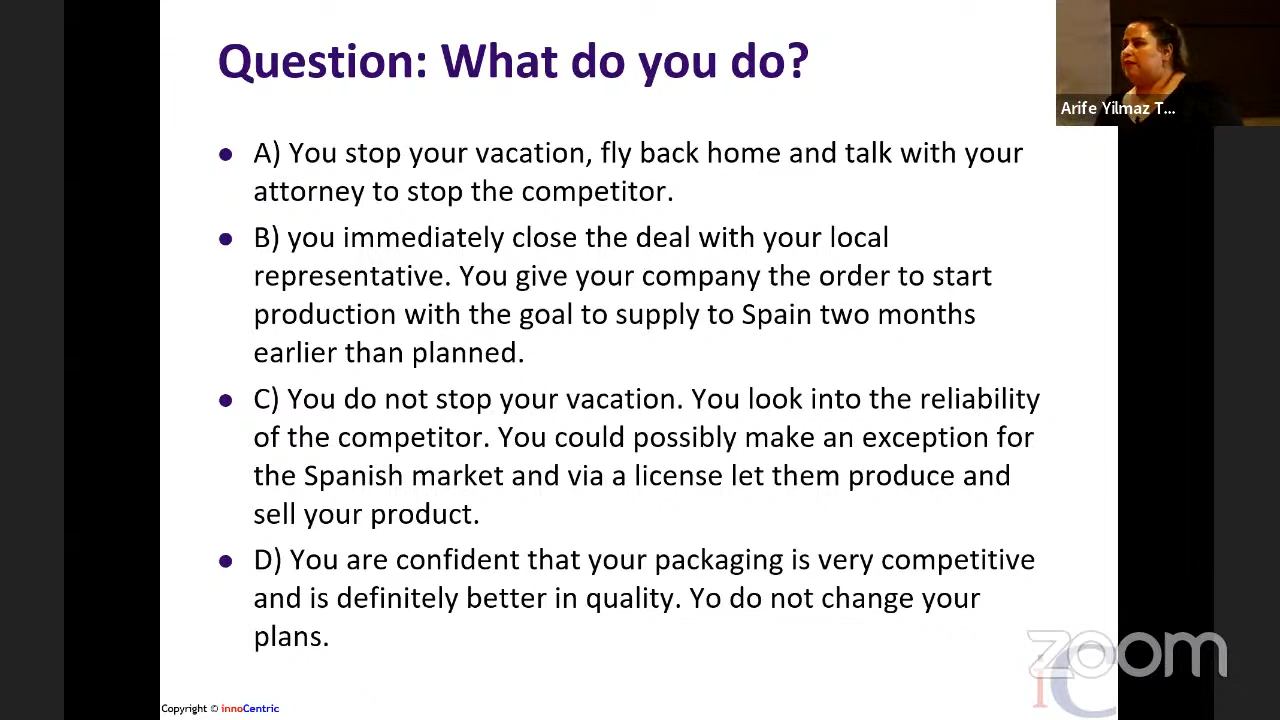 Question: What do you do?
Arife Yilmaz T...
● A) You stop your vacation, fly back home and talk with your
attorney to stop the competitor.
● B) you immediately close the deal with your local
representative. You give your company the order to start
production with the goal to supply to Spain two months
earlier than planned.
● C) You do not stop your vacation. You look into the reliability
of the competitor. You could possibly make an exception for
the Spanish market and via a license let them produce and
sell your product.
● D) You are confident that your packaging is very competitive
and is definitely better in quality. Yo do not change your
plans.
zoom
iC
Copyright © innoCentric